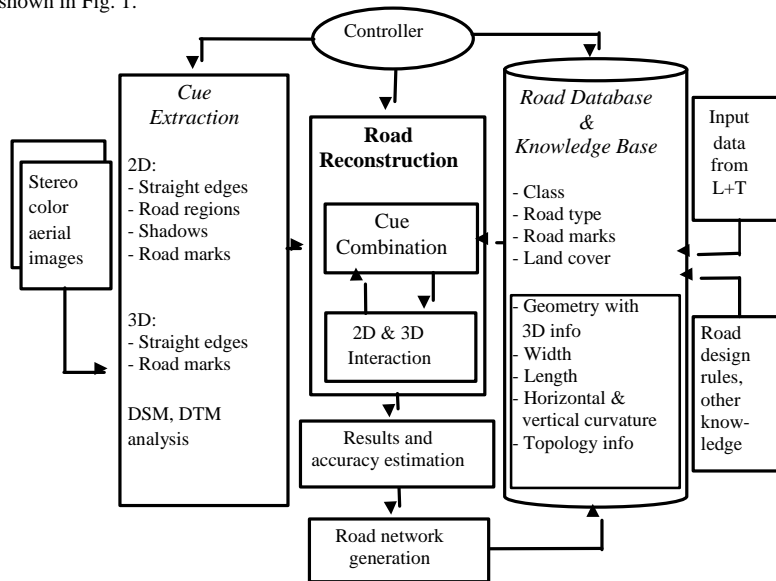 shown in Fig. 1.
Controller
Cue
Extraction
2D:
- Straight edges
- Road regions
- Shadows
- Road marks
3D:
- Straight edges
- Road marks
DSM, DTM
analysis
Stereo
color
aerial
images
Road
Reconstruction
Cue
Combination
2D & 3D
Interaction
Results and
accuracy estimation
Road network
generation
Road Database
&
Knowledge Base
- Class
- Road type
- Road marks
- Land cover
- Geometry with
3D info
- Width
- Length
- Horizontal &
vertical curvature
- Topology info
Input
data
from
L+T
Road
design
rules,
other
know-
ledge